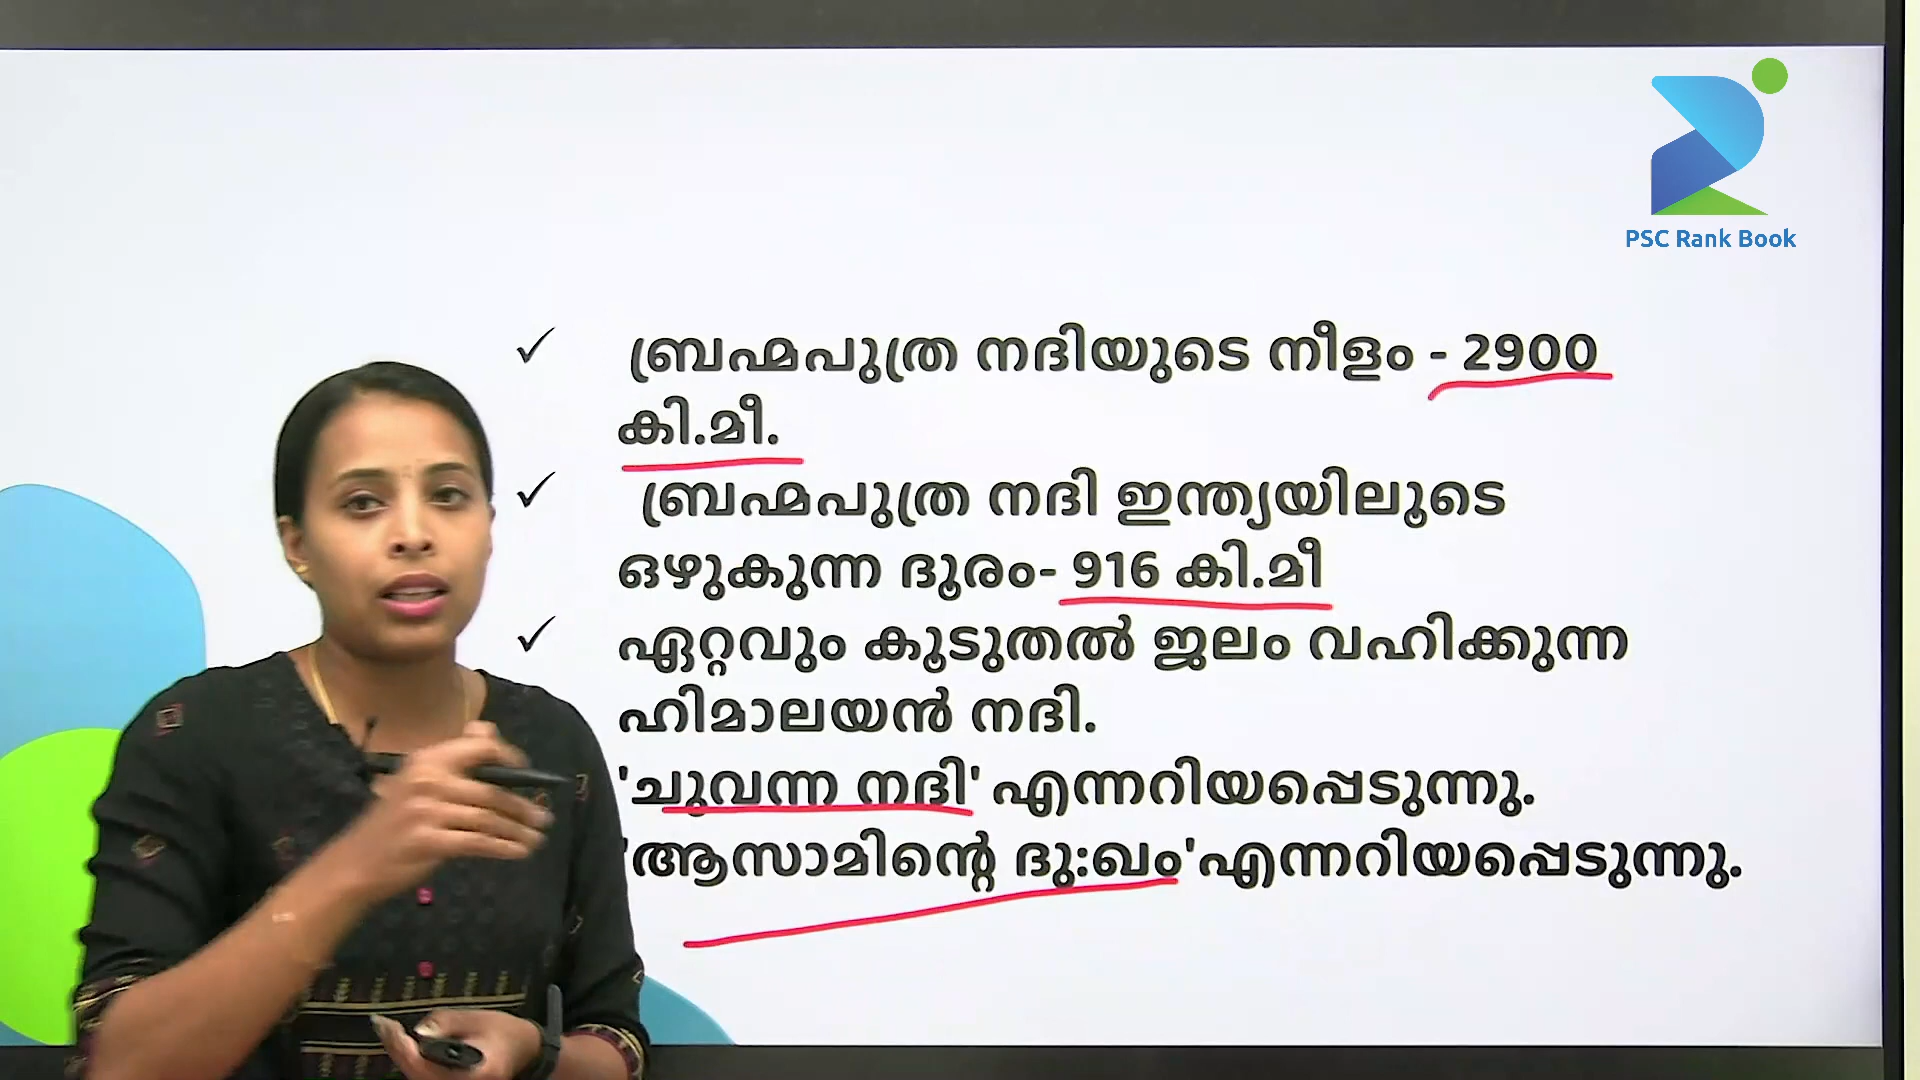 PSC Rank Book
✓ ബ്രഹ്മപുത്ര നദിയുടെ നീളം - 2900
കി.മീ.
✓ ബ്രഹ്മപുത്ര നദി ഇന്ത്യയിലൂടെ
ഒഴുകുന്ന ദൂരം- 916 കി.മീ
✓ ഏറ്റവും കൂടുതൽ ജലം വഹിക്കുന്ന
ഹിമാലയൻ നദി.
'ചുവന്ന നദി' എന്നറിയപ്പെടുന്നു.
'ആസാമിന്റെ ദു:ഖം'എന്നറിയപ്പെടുന്നു.